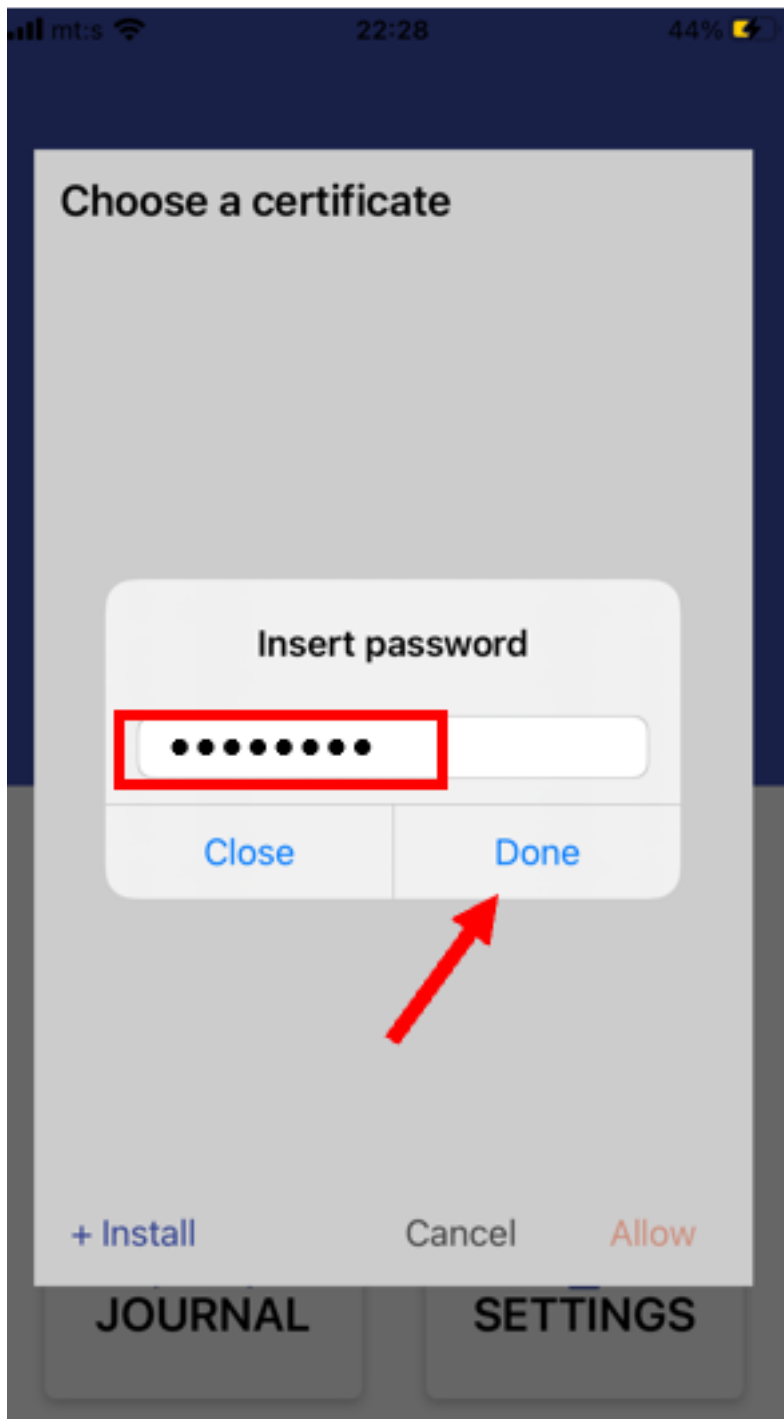 mt:s 22:28 44%
Choose a certificate
Insert password
••••••••
Close Done
+ Install Cancel Allow
JOURNAL SETTINGS